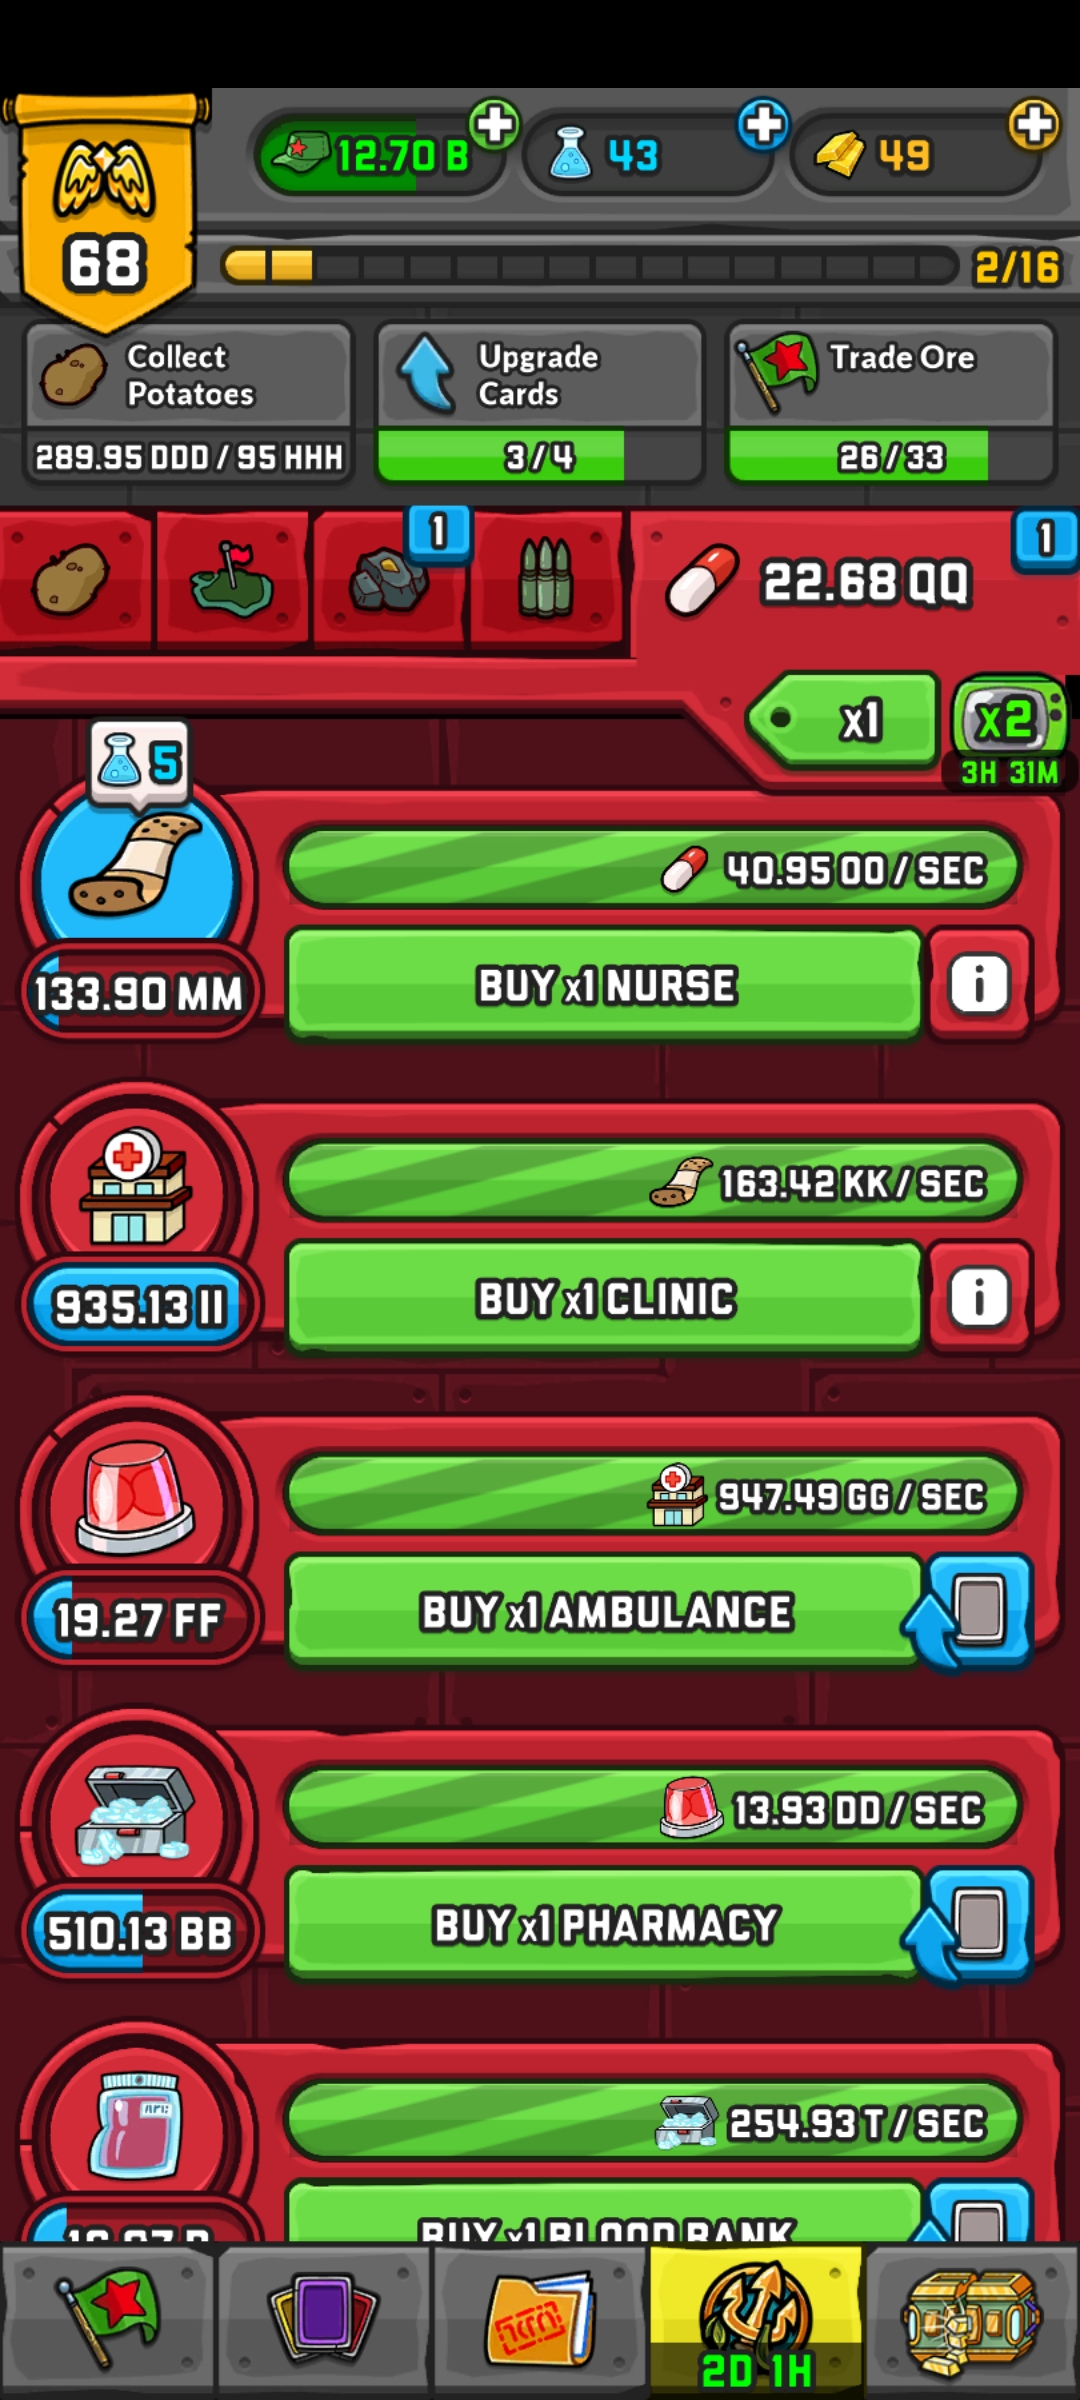 12.70 B
43
49
68
2/16
Collect
Potatoes
Upgrade
Cards
Trade Ore
289.95 DDD / 95 HHH
3/4
26/33
1
1
22.68 QQ
x1
x2
3H 31M
5
40.95 OO / SEC
133.90 MM
BUY x1 NURSE
i
163.42 KK / SEC
935.13 II
BUY x1 CLINIC
i
947.49 GG / SEC
19.27 FF
BUY x1 AMBULANCE
13.93 DD / SEC
510.13 BB
BUY x1 PHARMACY
254.93 T / SEC
BUY x1 BLOOD BANK
2D 1H